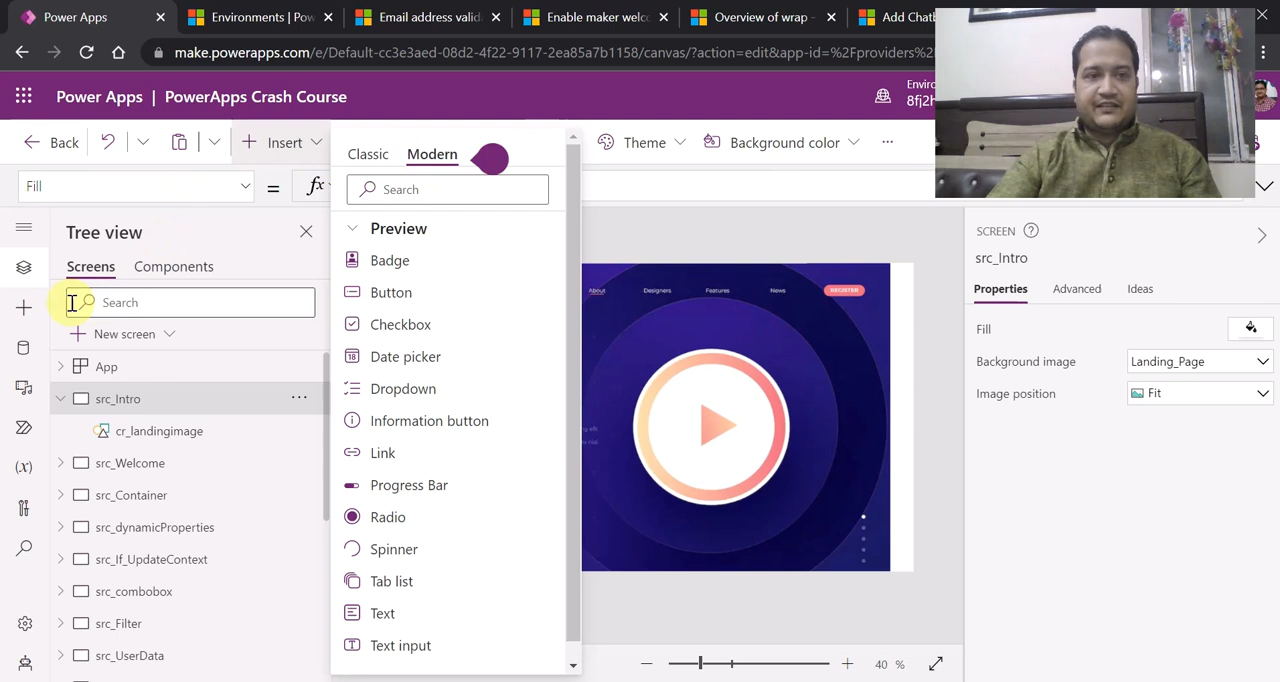 Power Apps
Environments | Pow
Email address valid
Enable maker welco
Overview of wrap -
Add Chatb
make.powerapps.com/e/Default-cc3e3aed-08d2-4f22-9117-2ea85a7b1158/canvas/?action=edit&app-id=%2Fproviders%
Power Apps | PowerApps Crash Course
Enviro
8fj2h
Back
Insert
Classic
Modern
Theme
Background color
Fill
=
fx
Search
Tree view
Screens
Components
Search
New screen
App
src_Intro
cr_landingimage
src_Welcome
src_Container
src_dynamicProperties
src_If_UpdateContext
src_combobox
src_Filter
src_UserData
Preview
Badge
Button
Checkbox
Date picker
Dropdown
Information button
Link
Progress Bar
Radio
Spinner
Tab list
Text
Text input
About
Designers
Features
News
REGISTER
SCREEN
src_Intro
Properties
Advanced
Ideas
Fill
Background image
Landing_Page
Image position
Fit
40 %